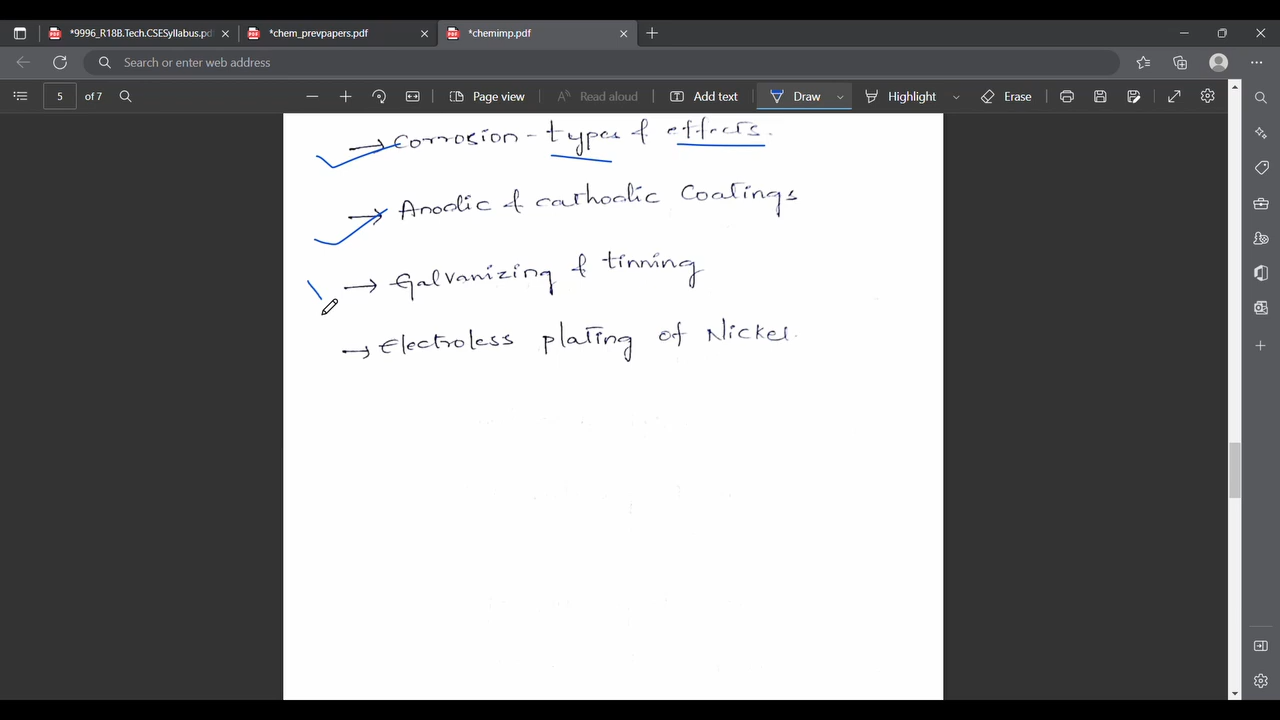 *9996_R18B.Tech.CSESyllabus.pd
*chem_prevpapers.pdf
*chemimp.pdf
Search or enter web address
5 of 7
Page view
Read aloud
Add text
Draw
Highlight
Erase
→ Corrosion - types & effects.
→ Anodic & cathodic Coatings
→ Galvanizing & tinning
→ Electroless plating of Nickel.